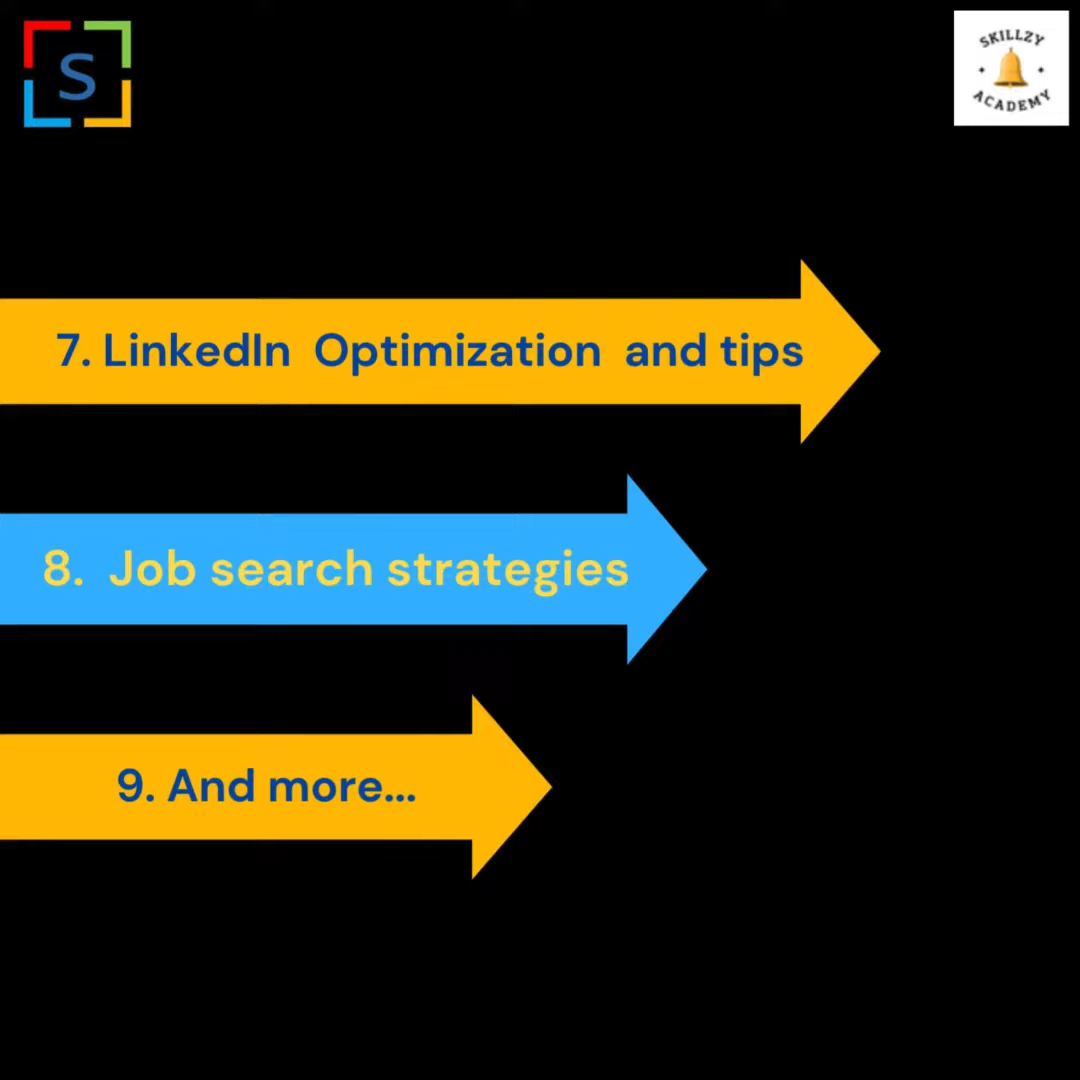 S
SKILLZY
ACADEMY
7. LinkedIn Optimization and tips
8. Job search strategies
9. And more...